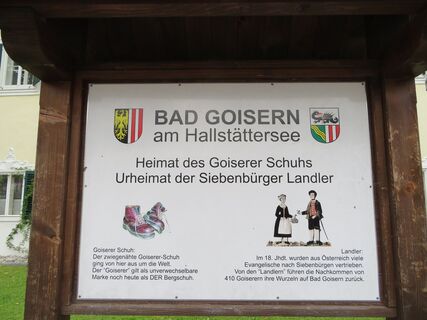 BAD GOISERN
am Hallstättersee
Heimat des Goiserer Schuhs
Urheimat der Siebenbürger Landler
Goiserer Schuh:
Der zwiegenähte Goiserer-Schuh
ging von hier aus um die Welt.
Der "Goiserer" gilt als unverwechselbare
Marke noch heute als DER Bergschuh.
Landler:
Im 18. Jhdt. wurden aus Österreich viele
Evangelische nach Siebenbürgen vertrieben.
Von den "Landlern" führen die Nachkommen von
410 Goiserern ihre Wurzeln auf Bad Goisern zurück.